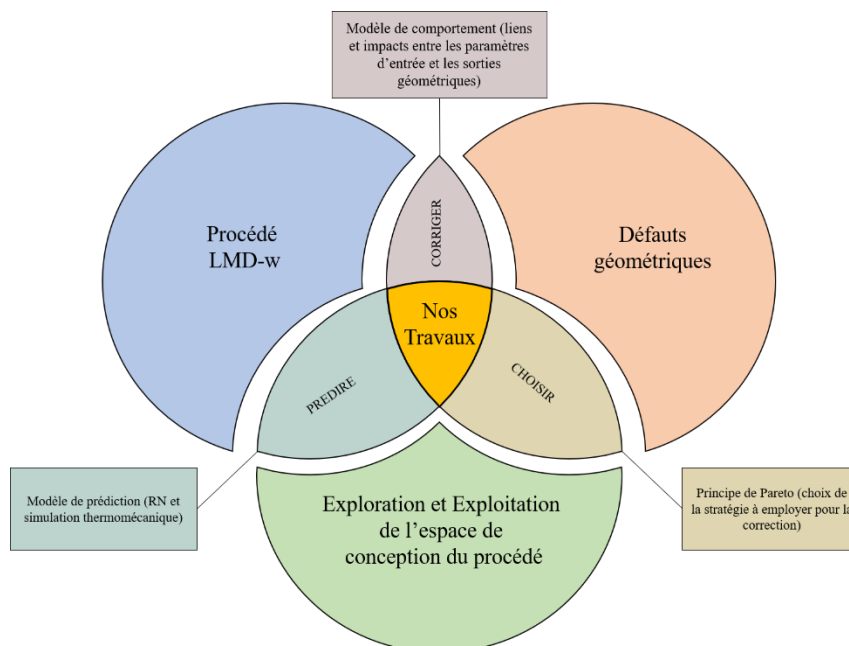 Modèle de comportement (liens
et impacts entre les paramètres
d'entrée et les sorties
géométriques)
Procédé
LMD-w
CORRIGER
Défauts
géométriques
Nos
Travaux
PREDIRE
CHOISIR
Modèle de prédiction (RN et
simulation thermomécanique)
Exploration et Exploitation
de l'espace de
conception du procédé
Principe de Pareto (choix de
la stratégie à employer pour la
correction)